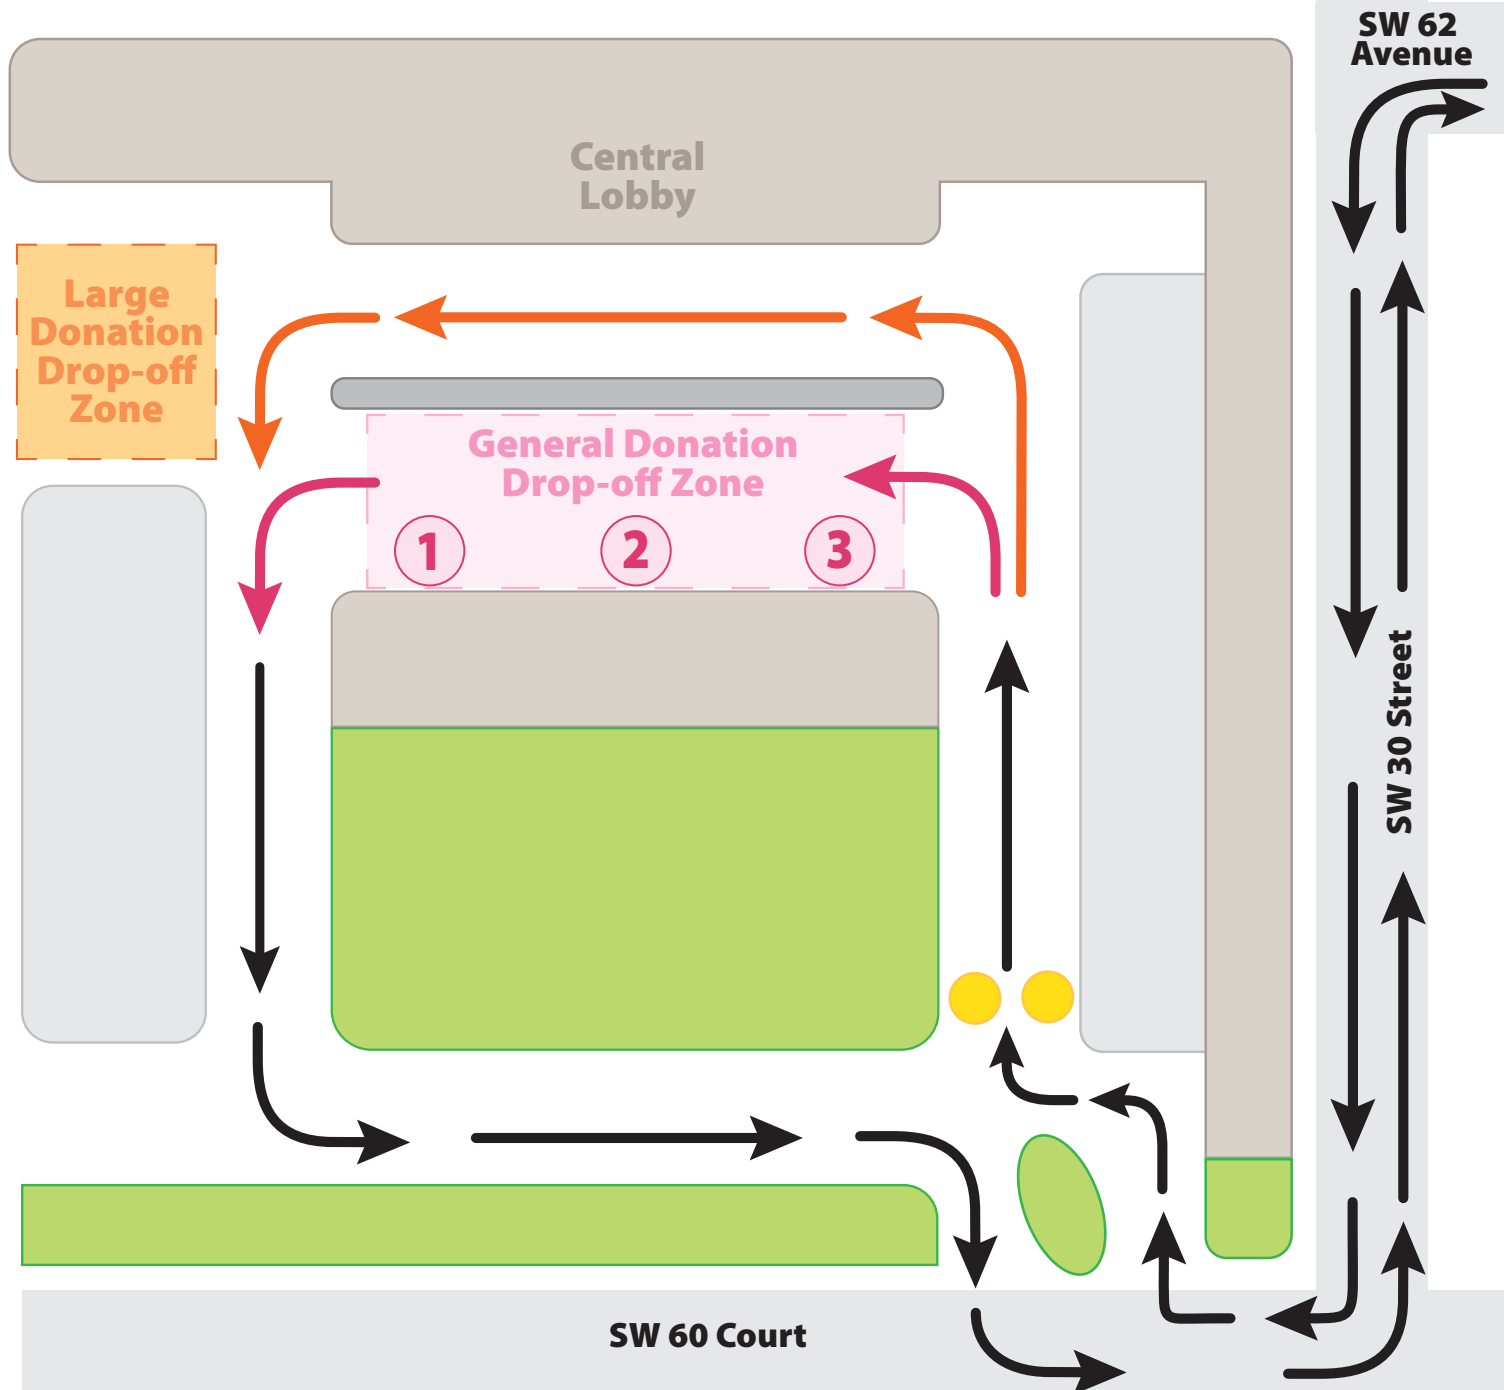 SW 62
Avenue
Central
Lobby
Large
Donation
Drop-off
Zone
General Donation
Drop-off Zone
1
2
3
SW 30 Street
SW 60 Court